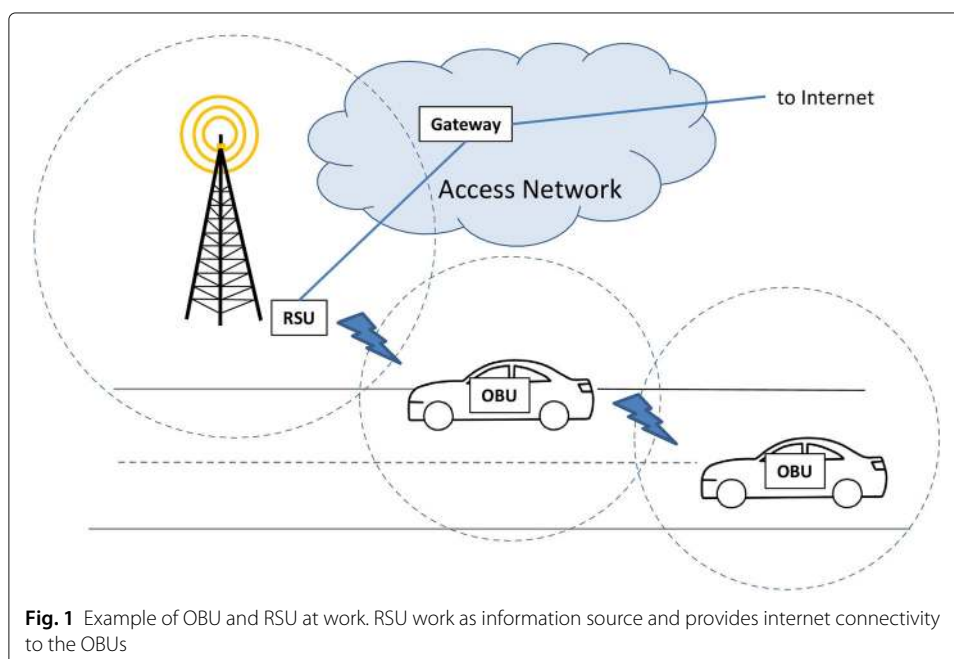 to Internet
Gateway
Access Network
RSU
OBU
OBU
Fig. 1 Example of OBU and RSU at work. RSU work as information source and provides internet connectivity
to the OBUs